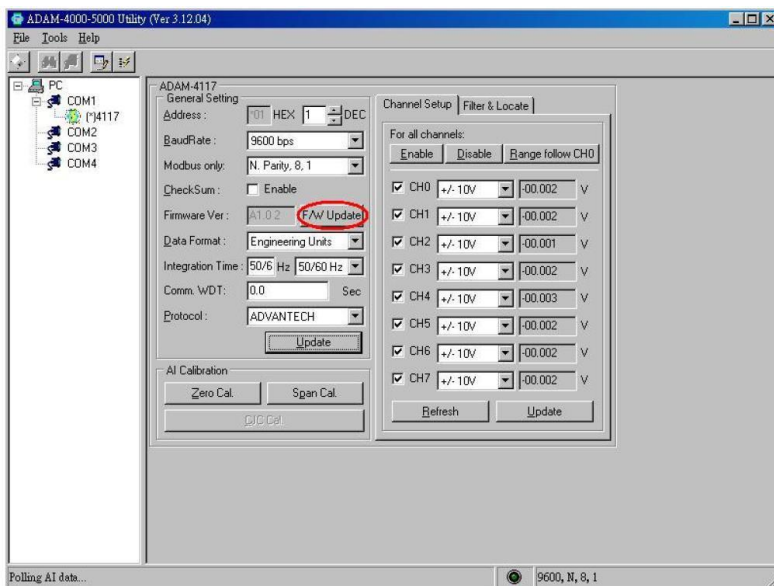 ADAM-4000-5000 Utility (Ver 3.12.04)
File Tools Help
PC
COM1
(*)4117
COM2
COM3
COM4
ADAM-4117
General Setting
Address : *01 HEX 1 DEC
BaudRate : 9600 bps
Modbus only: N. Parity, 8, 1
CheckSum : Enable
Firmware Ver : A1.0 2 F/W Update
Data Format : Engineering Units
Integration Time : 50/6 Hz 50/60 Hz
Comm. WDT: 0.0 Sec
Protocol : ADVANTECH
Update
AI Calibration
Zero Cal. Span Cal.
CJC Cal.
Channel Setup Filter & Locate
For all channels:
Enable Disable Range follow CH0
CH0 +/- 10V -00.002 V
CH1 +/- 10V -00.002 V
CH2 +/- 10V -00.001 V
CH3 +/- 10V -00.002 V
CH4 +/- 10V -00.003 V
CH5 +/- 10V -00.002 V
CH6 +/- 10V -00.002 V
CH7 +/- 10V -00.002 V
Refresh Update
Polling AI data...
9600, N, 8, 1